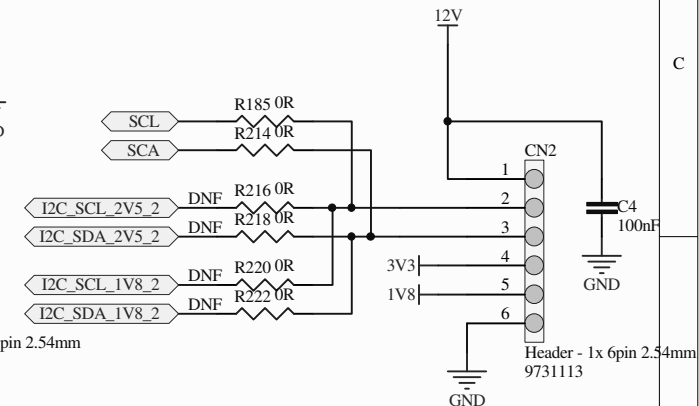 12V
C
R185 0R
SCL
R214 0R
SCA
CN2
1
DNF
R216 0R
I2C_SCL_2V5_2
2
C4
100nF
DNF
R218 0R
I2C_SDA_2V5_2
3
3V3
4
GND
DNF
R220 0R
I2C_SCL_1V8_2
1V8
5
DNF
R222 0R
I2C_SDA_1V8_2
6
pin 2.54mm
Header - 1x 6pin 2.54mm
9731113
GND